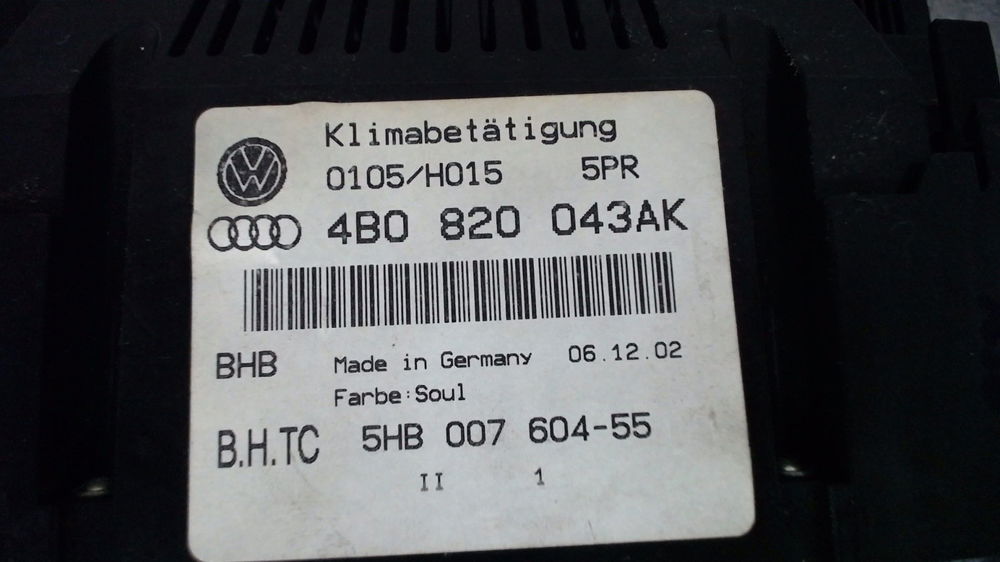 Klimabetätigung
0105/H015 5PR
4B0 820 043AK
BHB Made in Germany 06.12.02
Farbe:Soul
B.H.TC 5HB 007 604-55
II 1